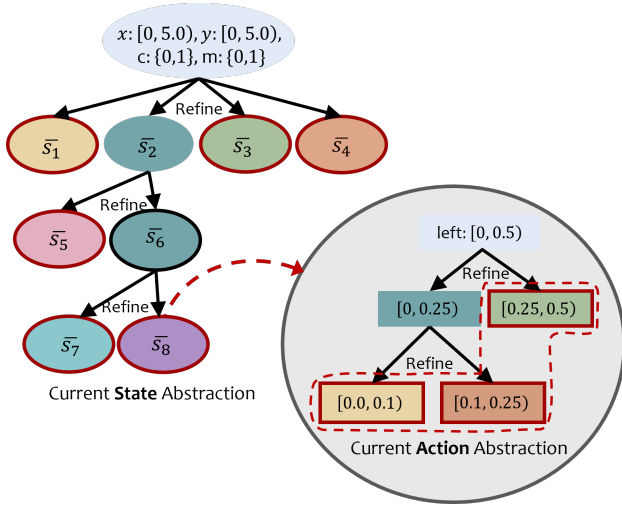 x: [0, 5.0), y: [0, 5.0),
c: {0,1}, m: {0,1}
Refine
s̅₁
s̅₂
s̅₃
s̅₄
Refine
s̅₅
s̅₆
Refine
s̅₇
s̅₈
Current State Abstraction
left: [0, 0.5)
Refine
[0, 0.25)
[0.25, 0.5)
Refine
[0.0, 0.1)
[0.1, 0.25)
Current Action Abstraction